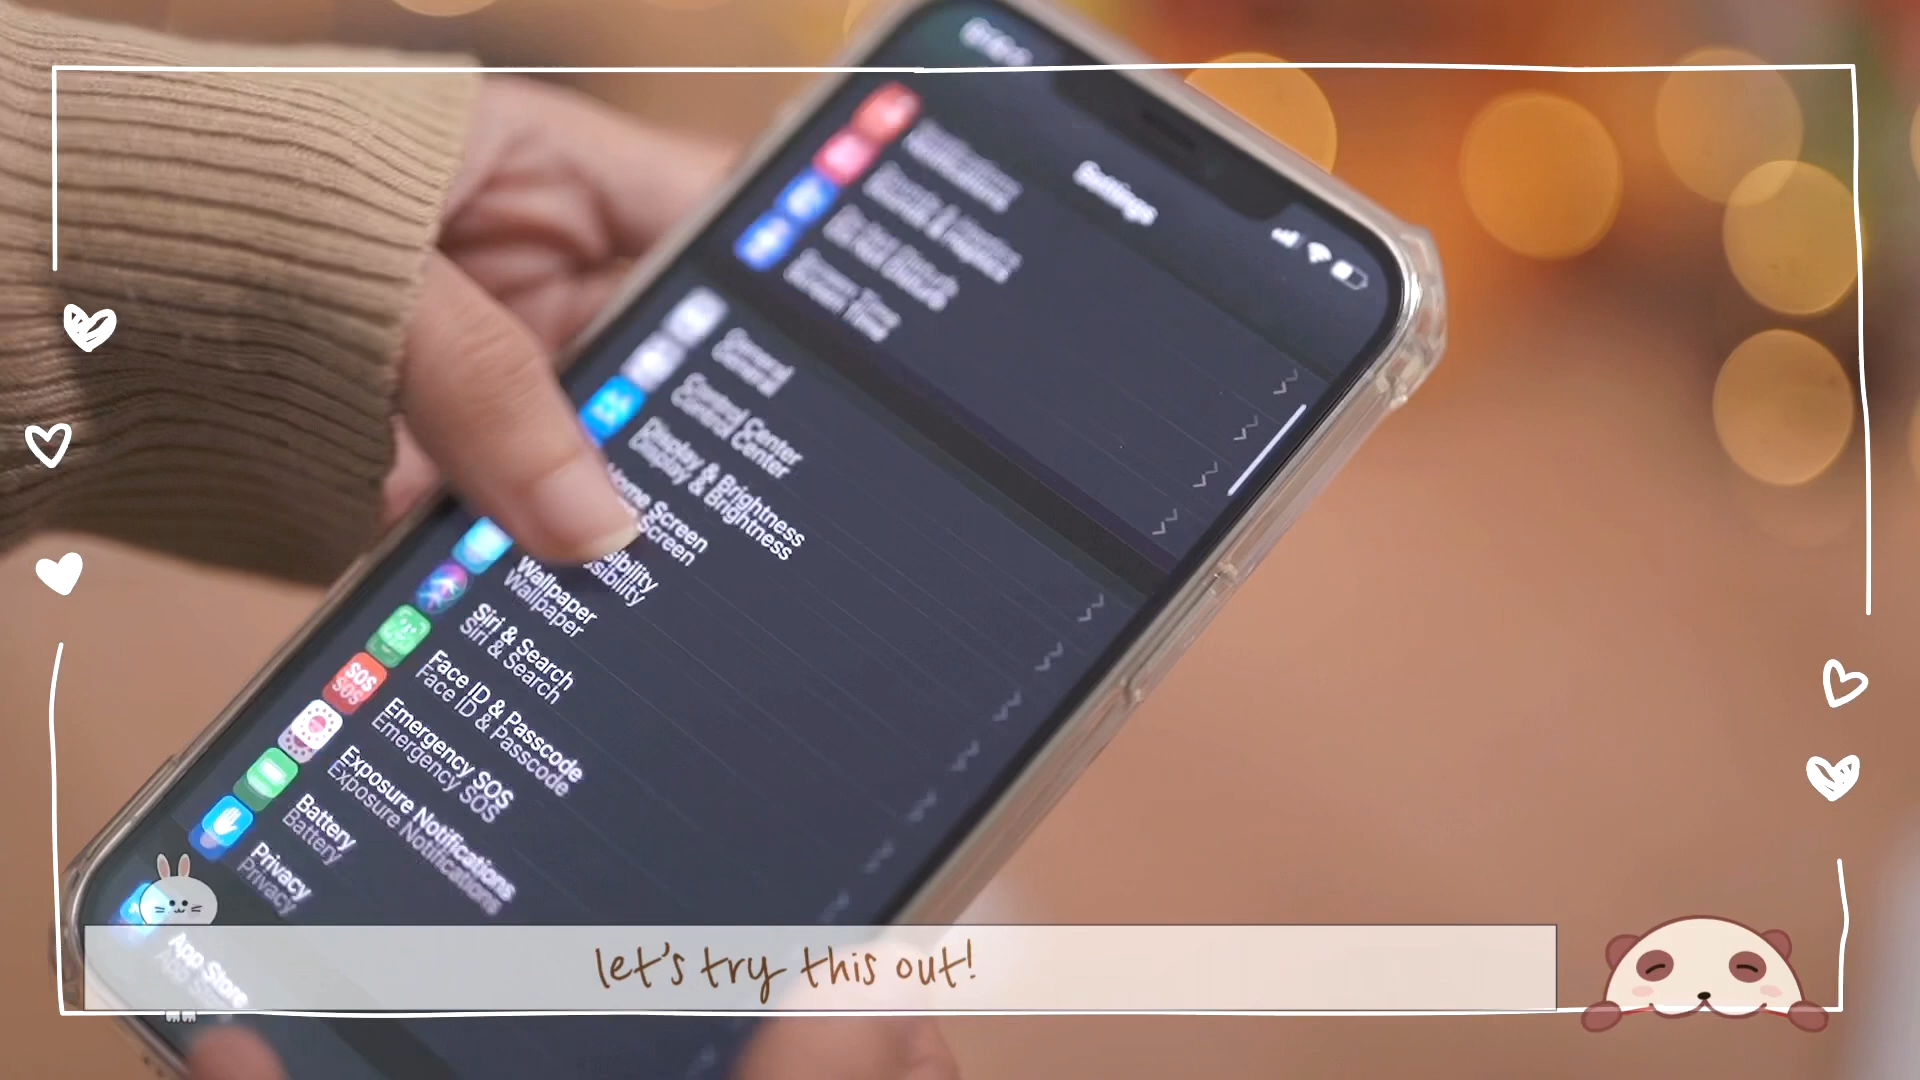 Settings
General
Control Center
Display & Brightness
Home Screen
Wallpaper
Siri & Search
Face ID & Passcode
SOS
Emergency SOS
Exposure Notifications
Battery
Privacy
App Store
let's try this out!